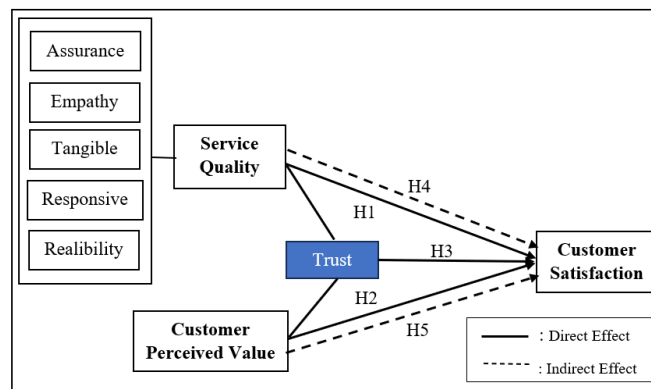 Assurance
Empathy
Tangible
Responsive
Realibility
Service
Quality
H4
H1
Trust
H3
Customer
Satisfaction
H2
Customer
Perceived Value
H5
: Direct Effect
: Indirect Effect